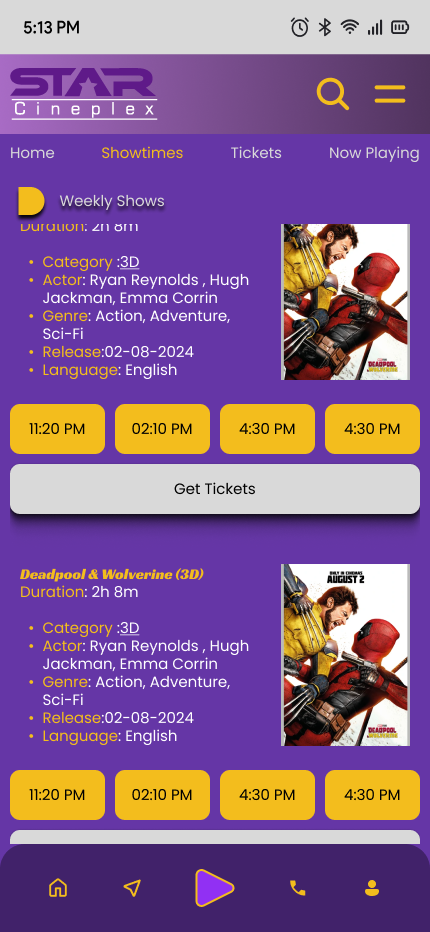 5:13 PM
STAR
Cineplex
Home Showtimes Tickets Now Playing
Weekly Shows
Duration: 2h 8m
• Category :3D
• Actor: Ryan Reynolds , Hugh
Jackman, Emma Corrin
• Genre: Action, Adventure,
Sci-Fi
• Release:02-08-2024
• Language: English
DEADPOOL
& WOLVERINE
11:20 PM 02:10 PM 4:30 PM 4:30 PM
Get Tickets
Deadpool & Wolverine (3D)
Duration: 2h 8m
• Category :3D
• Actor: Ryan Reynolds , Hugh
Jackman, Emma Corrin
• Genre: Action, Adventure,
Sci-Fi
• Release:02-08-2024
• Language: English
ONLY IN CINEMAS
AUGUST 2
DEADPOOL
& WOLVERINE
11:20 PM 02:10 PM 4:30 PM 4:30 PM